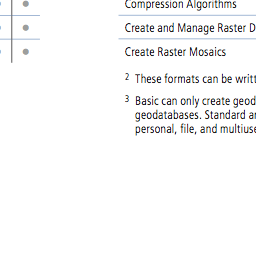 Compression Algorithms
Create and Manage Raster D
Create Raster Mosaics
2 These formats can be writt
3 Basic can only create geod
geodatabases. Standard a
personal, file, and multiuse